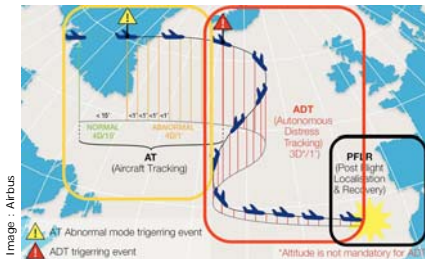 < 15'
<1' <1' <1' <1'
NORMAL
4D/15'
ABNORMAL
4D/1'
AT
(Aircraft Tracking)
ADT
(Autonomous
Distress
Tracking)
3D*/1')
PFLR
(Post Flight
Localisation
& Recovery)
AT Abnormal mode trigerring event
ADT trigerring event
*Altitude is not mandatory for ADT
Image : Airbus